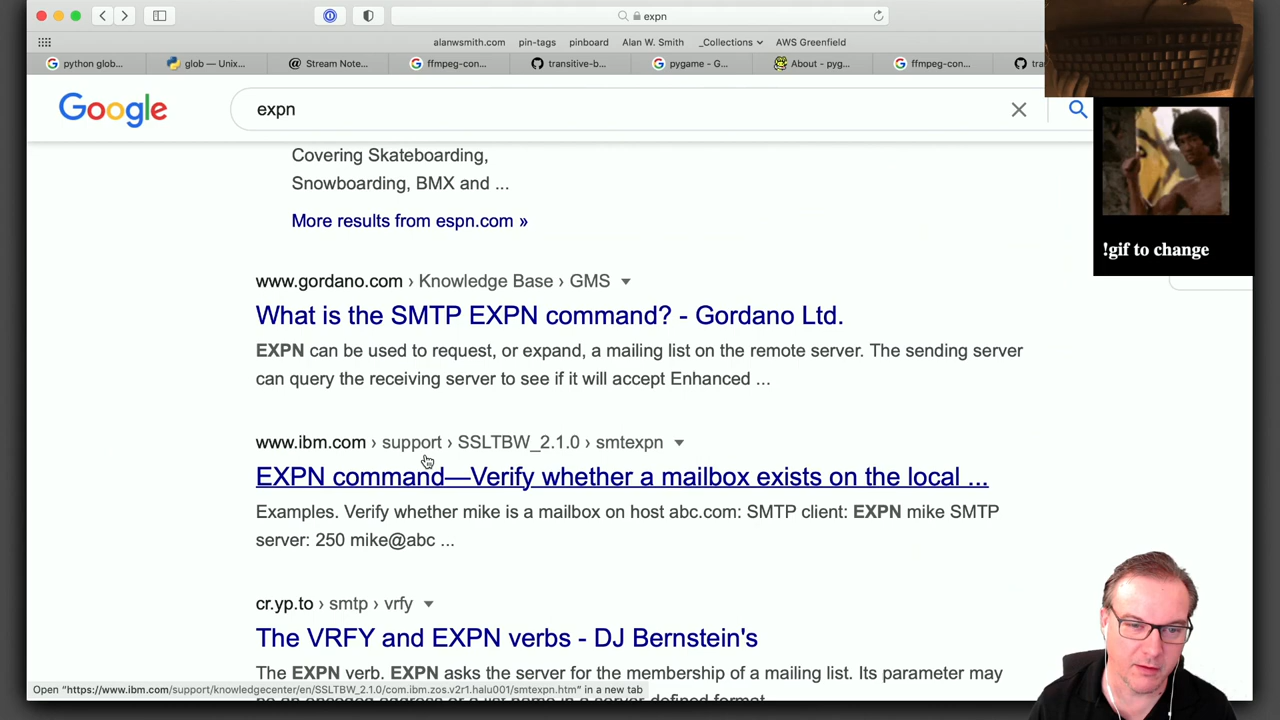 expn
alanwsmith.com pin-tags pinboard Alan W. Smith _Collections AWS Greenfield
python glob... glob — Unix... Stream Note... ffmpeg-con... transitive-b... pygame - G... About - pyg... ffmpeg-con... tra
Google expn
Covering Skateboarding,
Snowboarding, BMX and ...
More results from espn.com »
!gif to change
www.gordano.com › Knowledge Base › GMS
What is the SMTP EXPN command? - Gordano Ltd.
EXPN can be used to request, or expand, a mailing list on the remote server. The sending server
can query the receiving server to see if it will accept Enhanced ...
www.ibm.com › support › SSLTBW_2.1.0 › smtexpn
EXPN command—Verify whether a mailbox exists on the local ...
Examples. Verify whether mike is a mailbox on host abc.com: SMTP client: EXPN mike SMTP
server: 250 mike@abc ...
cr.yp.to › smtp › vrfy
The VRFY and EXPN verbs - DJ Bernstein's
The EXPN verb. EXPN asks the server for the membership of a mailing list. Its parameter may
Open "https://www.ibm.com/support/knowledgecenter/en/SSLTBW_2.1.0/com.ibm.zos.v2r1.halu001/smtexpn.htm" in a new tab